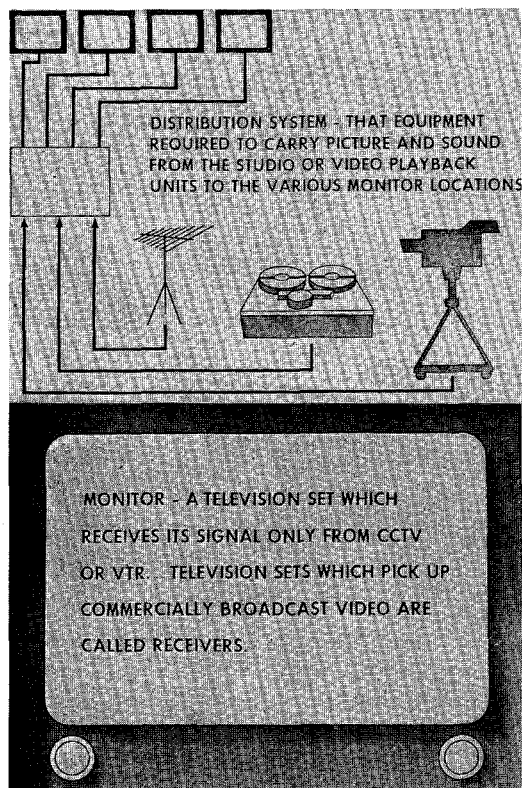 DISTRIBUTION SYSTEM - THAT EQUIPMENT
REQUIRED TO CARRY PICTURE AND SOUND
FROM THE STUDIO OR VIDEO PLAYBACK
UNITS TO THE VARIOUS MONITOR LOCATIONS
MONITOR - A TELEVISION SET WHICH
RECEIVES ITS SIGNAL ONLY FROM CCTV
OR VTR. TELEVISION SETS WHICH PICK UP
COMMERCIALLY BROADCAST VIDEO ARE
CALLED RECEIVERS.